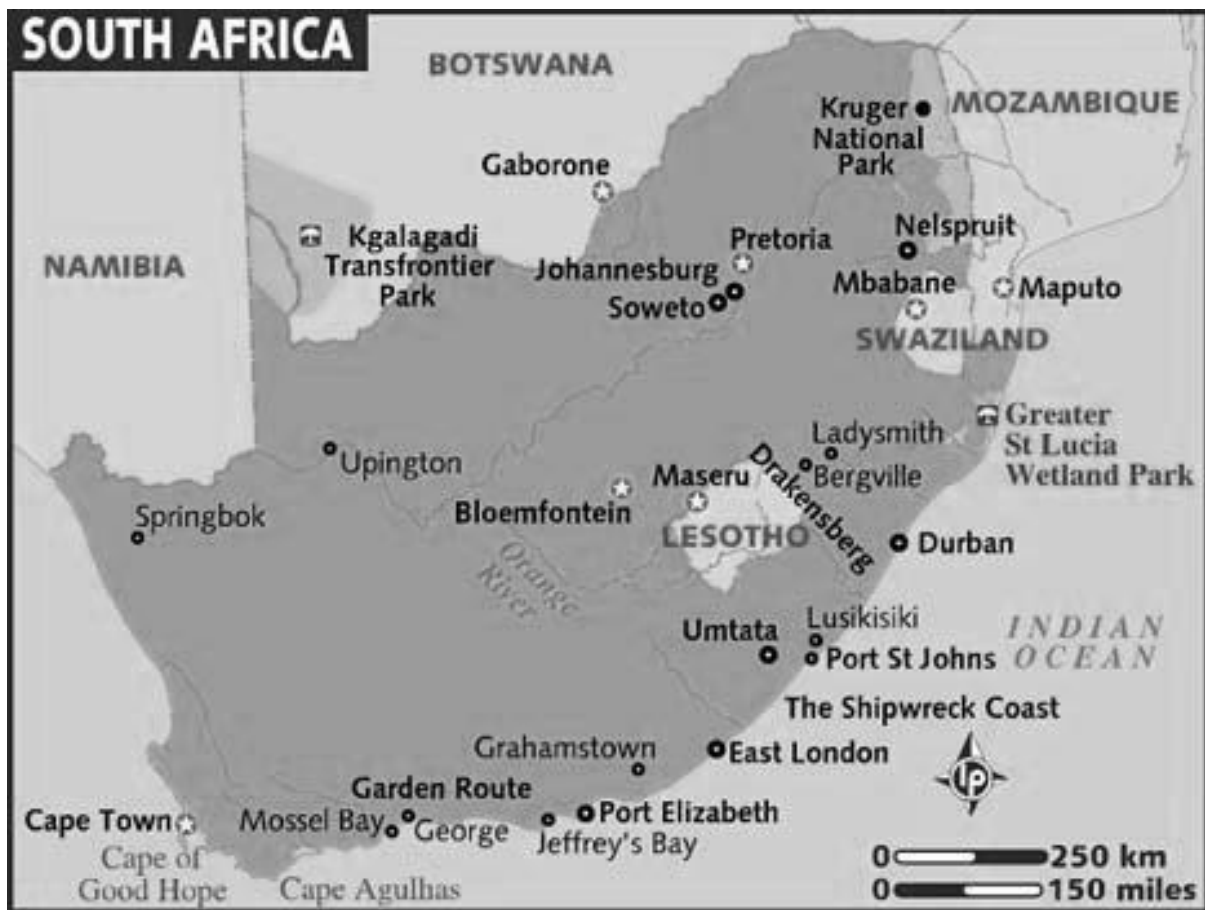 SOUTH AFRICA
BOTSWANA
MOZAMBIQUE
Kruger
National
Park
Gaborone
NAMIBIA
Kgalagadi
Transfrontier
Park
Pretoria
Johannesburg
Soweto
Nelspruit
Mbabane
Maputo
SWAZILAND
Greater
St Lucia
Wetland Park
Ladysmith
Bergville
Drakensberg
Upington
Springbok
Bloemfontein
Maseru
LESOTHO
Durban
Orange
River
Umtata
Lusikisiki
Port St Johns
INDIAN
OCEAN
The Shipwreck Coast
Grahamstown
East London
lp
Garden Route
Port Elizabeth
Cape Town
Mossel Bay
George
Jeffrey's Bay
Cape of
Good Hope
Cape Agulhas
0 250 km
0 150 miles